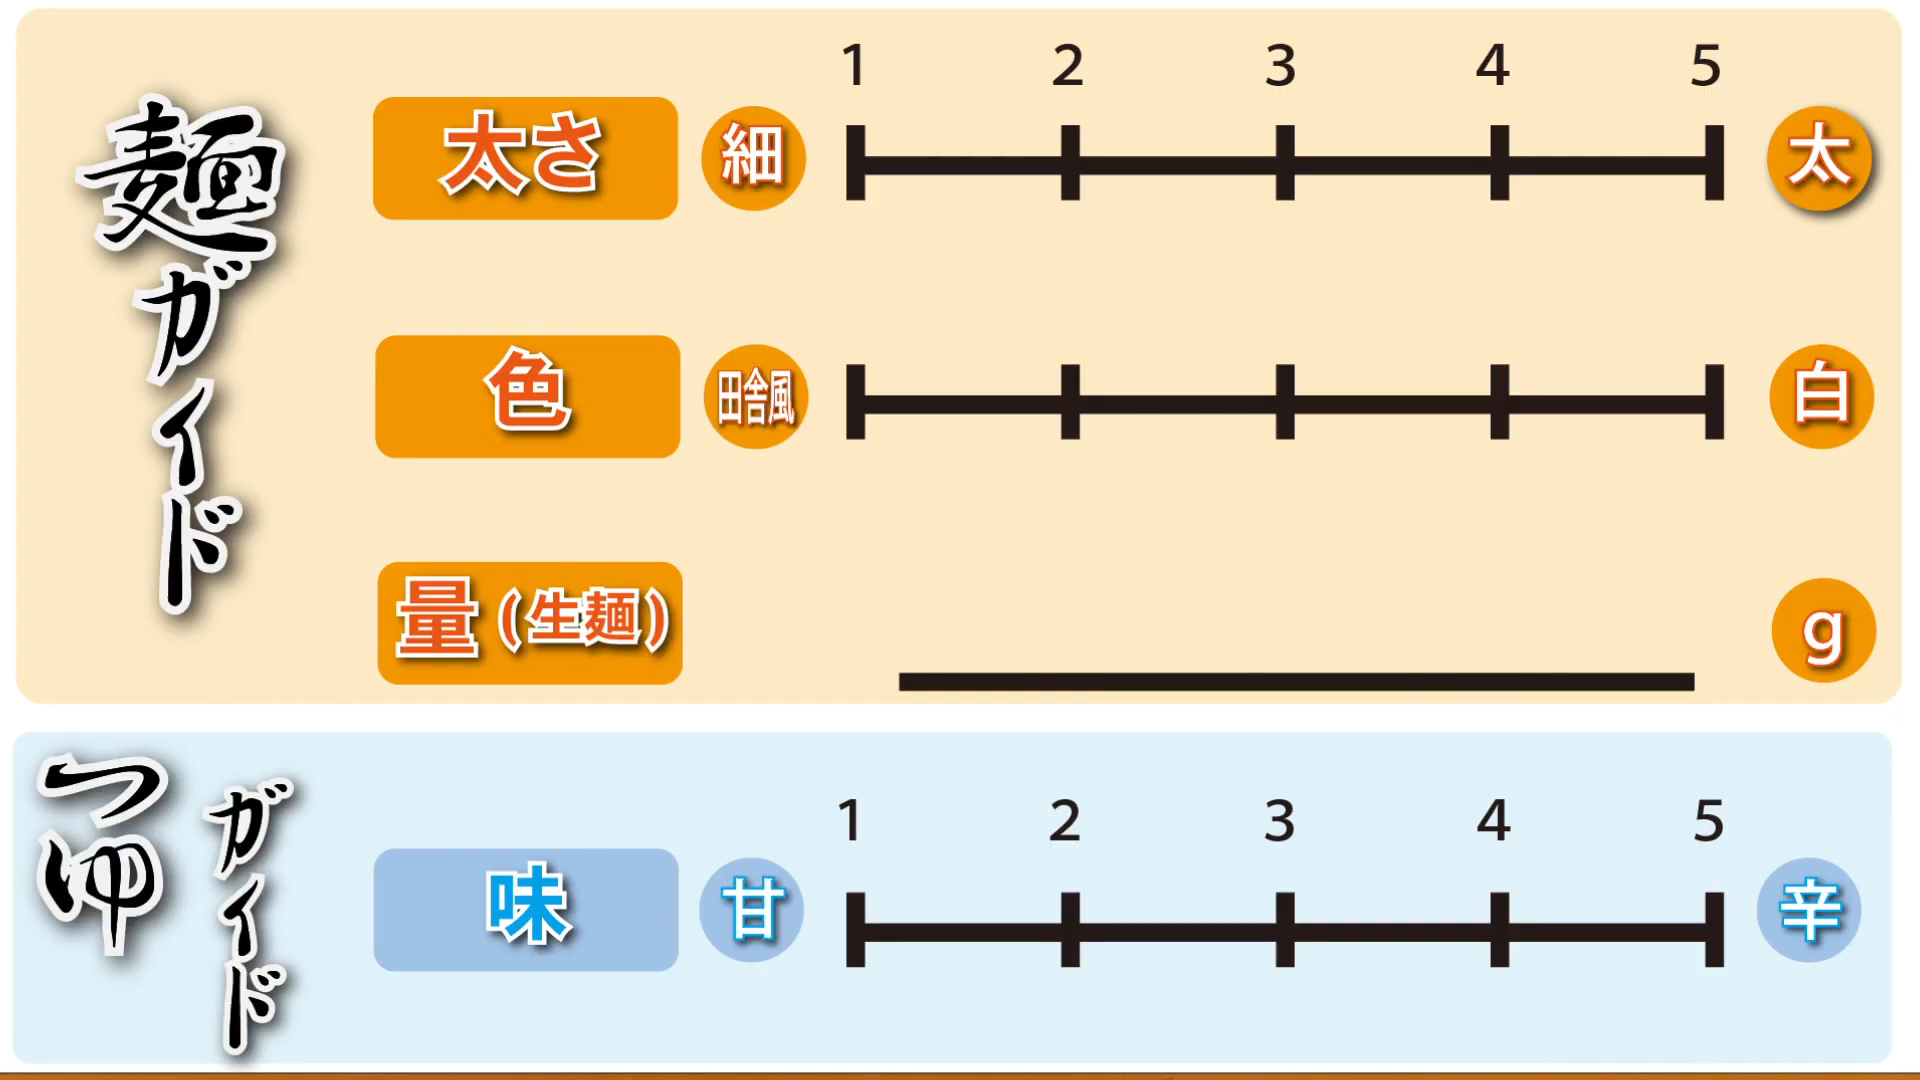 麺ガイド
1 2 3 4 5
太さ 細 太
色 田舎風 白
量(生麺) g
つゆ
ガイド
1 2 3 4 5
味 甘 辛